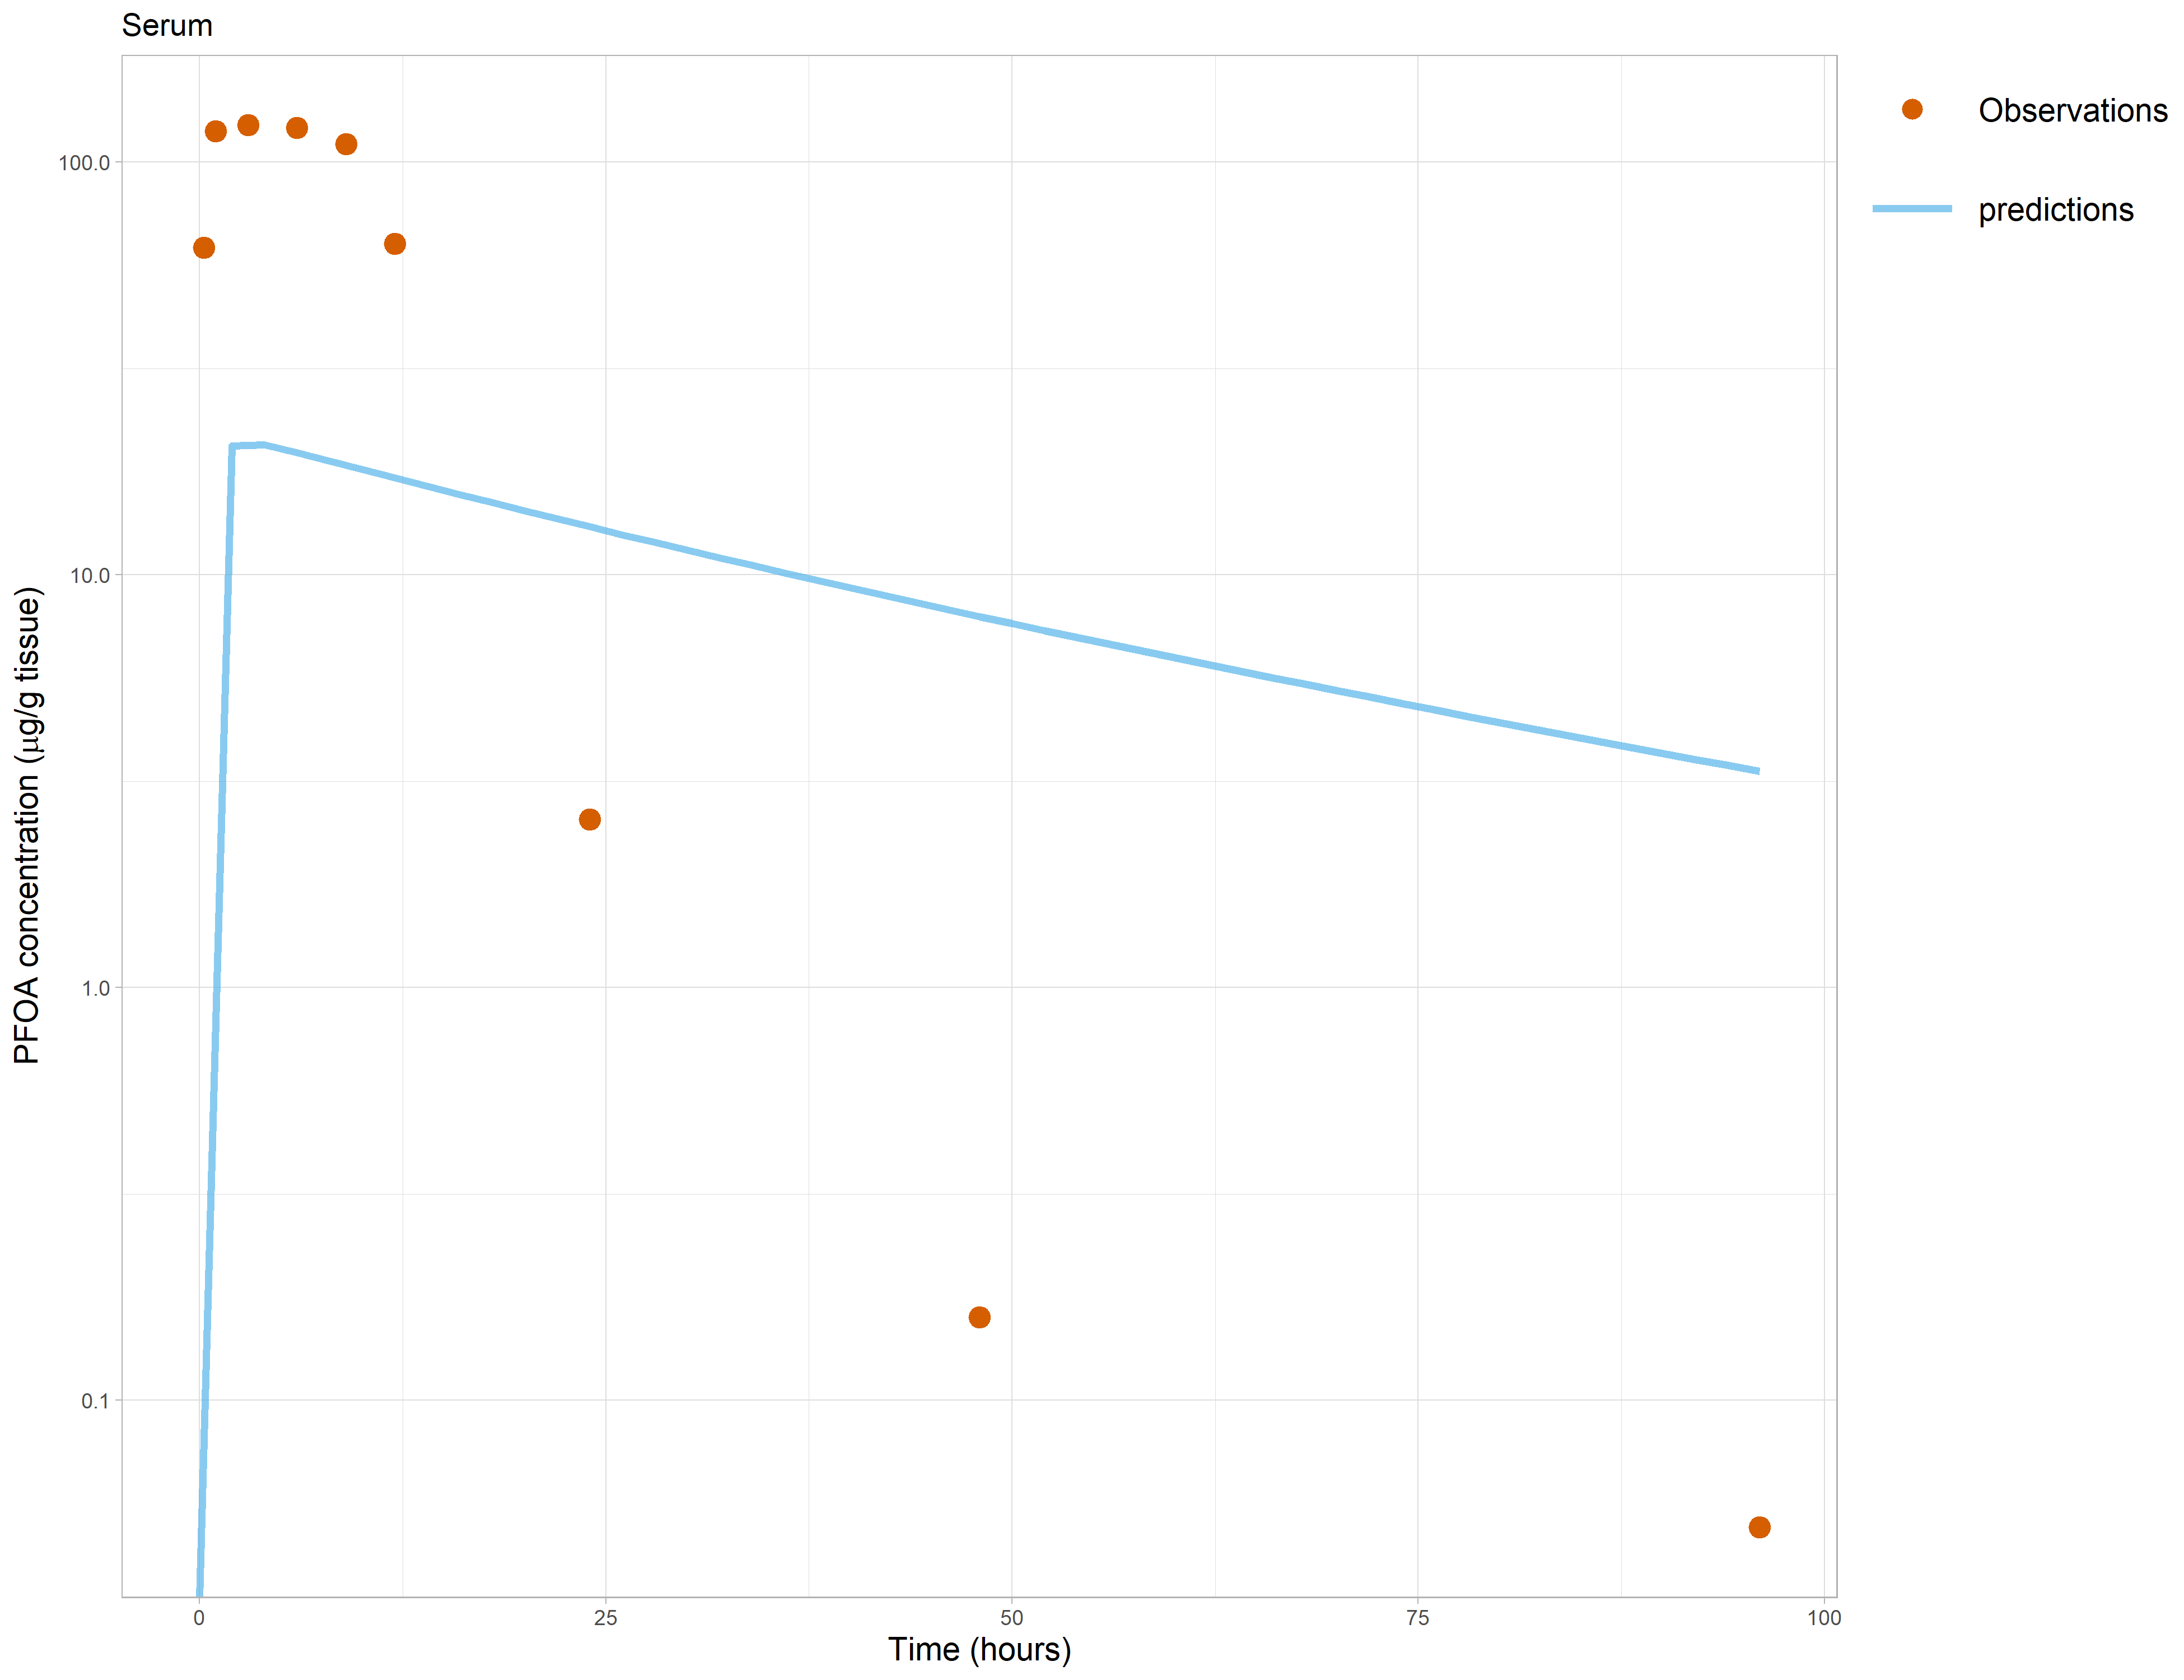 Serum
Observations
predictions
PFOA concentration (μg/g tissue)
100.0
10.0
1.0
0.1
0
25
50
75
100
Time (hours)